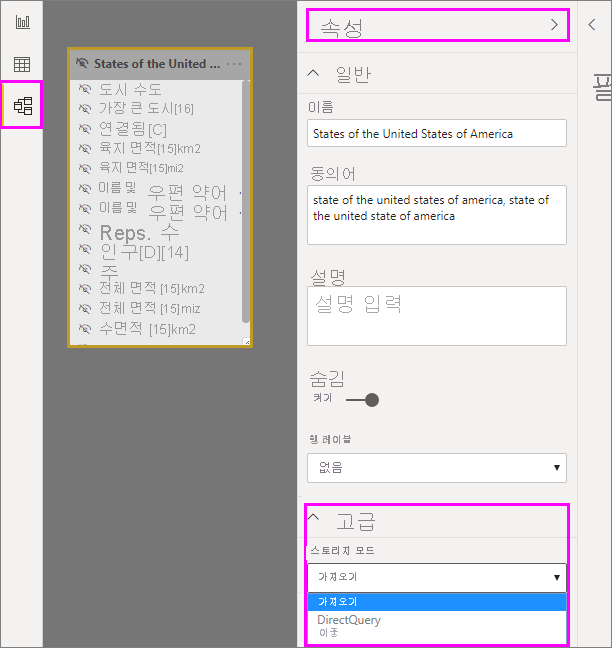 States of the United ... ...
도시 수도
가장 큰 도시[16]
연결됨[C]
육지 면적[15]km2
육지 면적[15]mi2
이름 및 우편 약어 .
이름 및 우편 약어 .
Reps. 수
인구[D][14]
주
전체 면적[15]km2
전체 면적[15]miz
수면적 [15]km2
속성
일반
이름
States of the United States of America
동의어
state of the united states of america, state of
the united state of america
설명
설명 입력
숨김
켜기
행 레이블
없음
고급
스토리지 모드
가져오기
가져오기
DirectQuery
이중